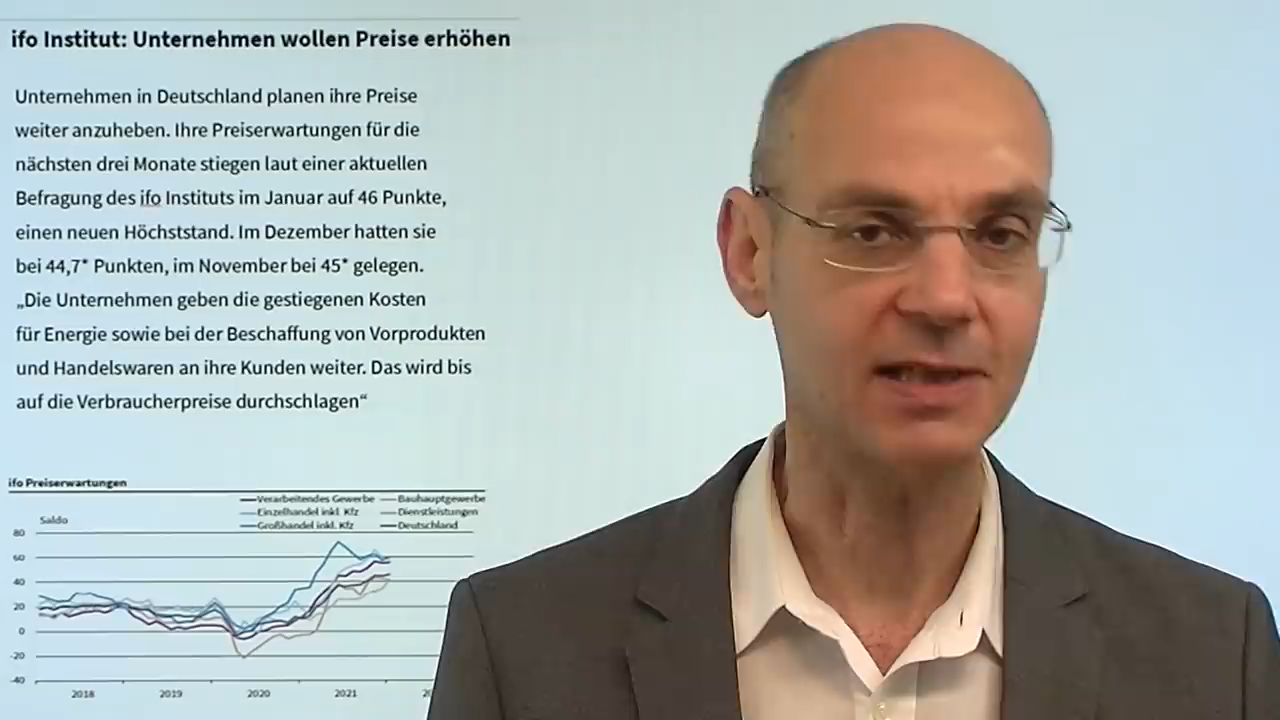 ifo Institut: Unternehmen wollen Preise erhöhen
Unternehmen in Deutschland planen ihre Preise
weiter anzuheben. Ihre Preiserwartungen für die
nächsten drei Monate stiegen laut einer aktuellen
Befragung des ifo Instituts im Januar auf 46 Punkte,
einen neuen Höchststand. Im Dezember hatten sie
bei 44,7* Punkten, im November bei 45* gelegen.
„Die Unternehmen geben die gestiegenen Kosten
für Energie sowie bei der Beschaffung von Vorprodukten
und Handelswaren an ihre Kunden weiter. Das wird bis
auf die Verbraucherpreise durchschlagen“
ifo Preiserwartungen
Verarbeitendes Gewerbe Bauhauptgewerbe
Einzelhandel inkl. Kfz Dienstleistungen
Saldo Großhandel inkl. Kfz Deutschland
80
60
40
20
0
-20
-40
2018 2019 2020 2021